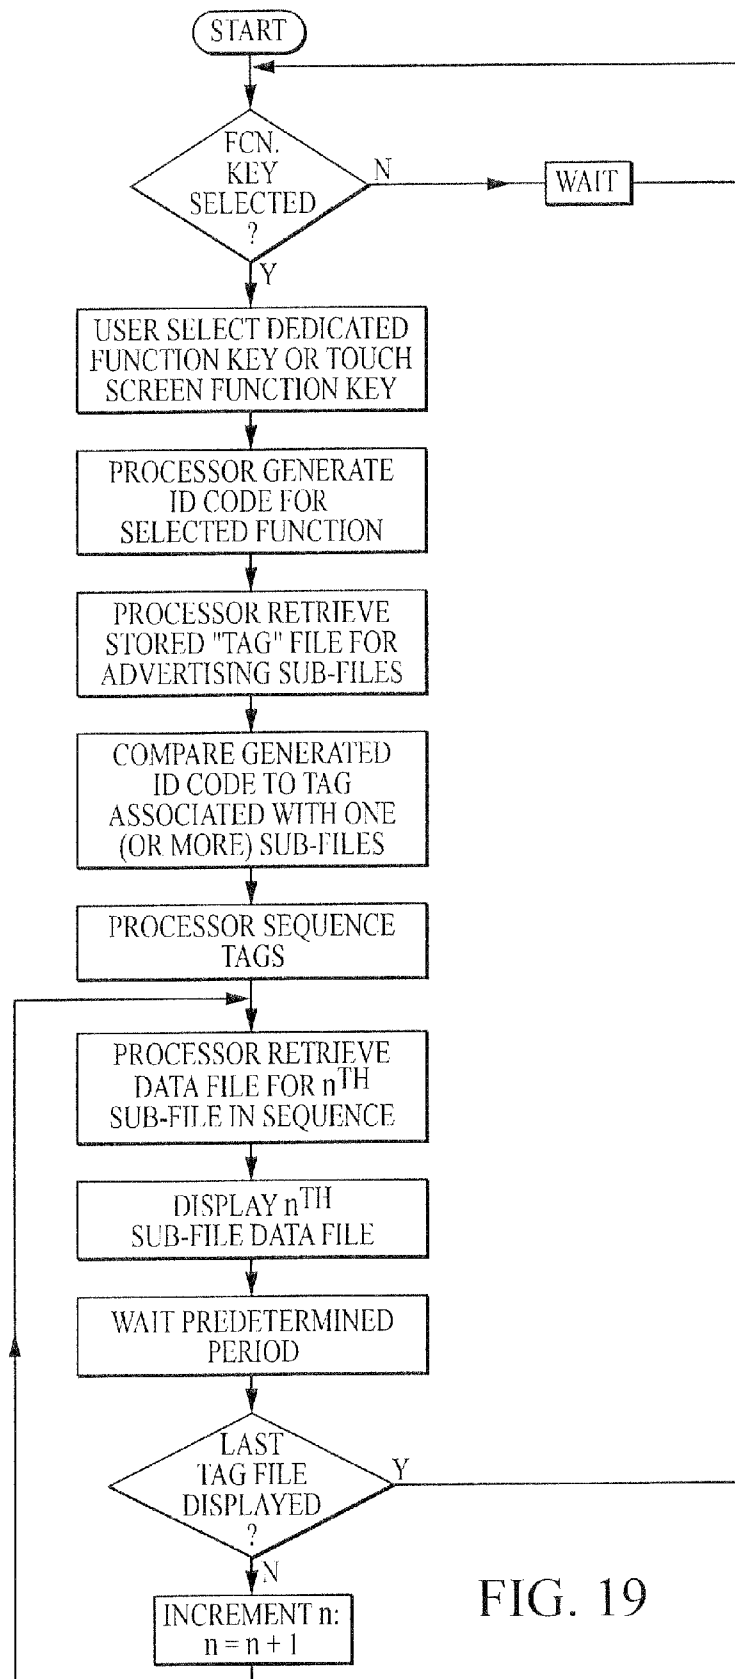 START
FCN.
KEY
SELECTED
?
N
WAIT
Y
USER SELECT DEDICATED
FUNCTION KEY OR TOUCH
SCREEN FUNCTION KEY
PROCESSOR GENERATE
ID CODE FOR
SELECTED FUNCTION
PROCESSOR RETRIEVE
STORED "TAG" FILE FOR
ADVERTISING SUB-FILES
COMPARE GENERATED
ID CODE TO TAG
ASSOCIATED WITH ONE
(OR MORE) SUB-FILES
PROCESSOR SEQUENCE
TAGS
PROCESSOR RETRIEVE
DATA FILE FOR nTH
SUB-FILE IN SEQUENCE
DISPLAY nTH
SUB-FILE DATA FILE
WAIT PREDETERMINED
PERIOD
LAST
TAG FILE
DISPLAYED
?
Y
N
INCREMENT n:
n = n + 1
FIG. 19